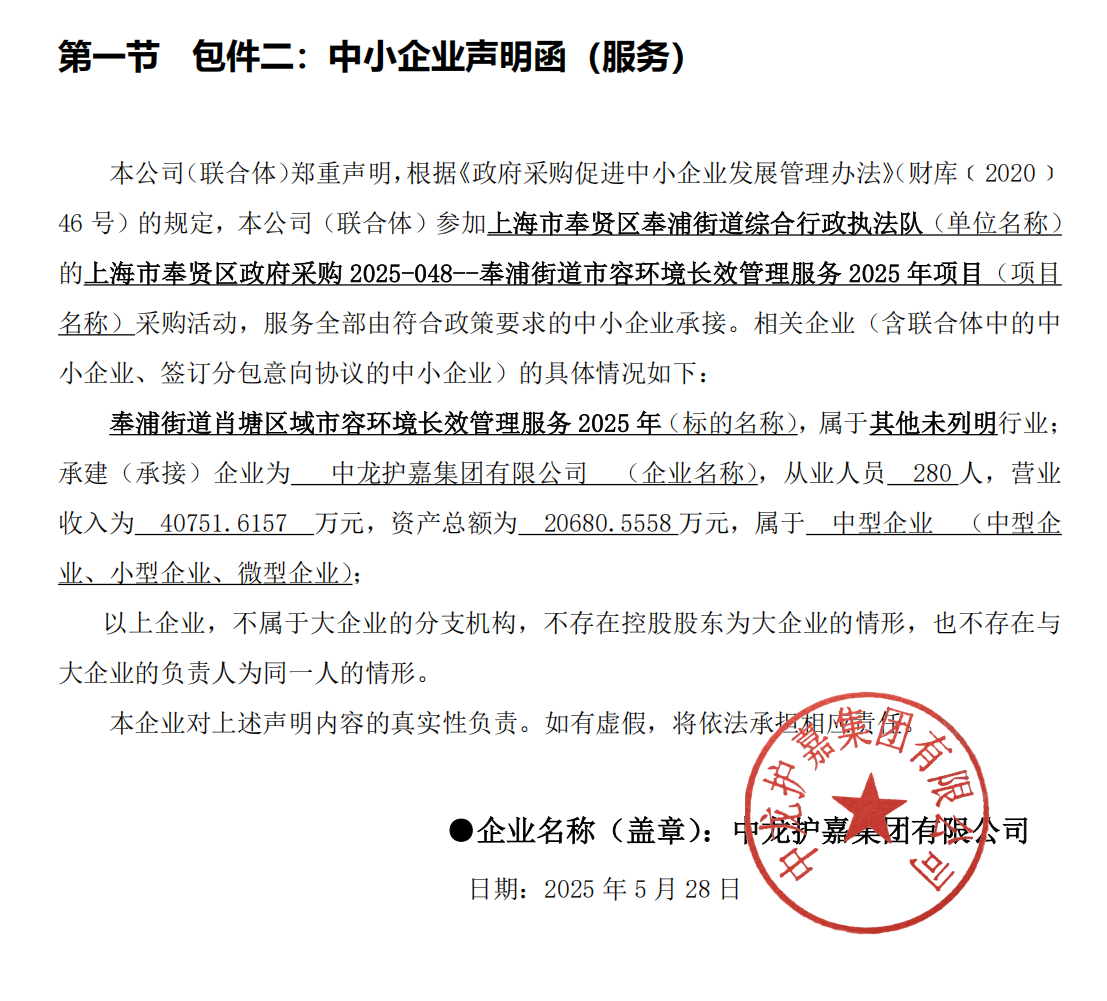 第一节 包件二：中小企业声明函（服务）
本公司（联合体）郑重声明，根据《政府采购促进中小企业发展管理办法》（财库﹝2020﹞
46 号）的规定，本公司（联合体）参加上海市奉贤区奉浦街道综合行政执法队（单位名称）
的上海市奉贤区政府采购 2025-048--奉浦街道市容环境长效管理服务 2025 年项目（项目
名称）采购活动，服务全部由符合政策要求的中小企业承接。相关企业（含联合体中的中
小企业、签订分包意向协议的中小企业）的具体情况如下：
奉浦街道肖塘区域市容环境长效管理服务 2025 年（标的名称），属于其他未列明行业；
承建（承接）企业为 中龙护嘉集团有限公司 （企业名称），从业人员 280 人，营业
收入为 40751.6157 万元，资产总额为 20680.5558 万元，属于 中型企业 （中型企
业、小型企业、微型企业）；
以上企业，不属于大企业的分支机构，不存在控股股东为大企业的情形，也不存在与
大企业的负责人为同一人的情形。
本企业对上述声明内容的真实性负责。如有虚假，将依法承担相应责任。
●企业名称（盖章）：中龙护嘉集团有限公司
日期：2025 年 5 月 28 日
中龙护嘉集团有限公司